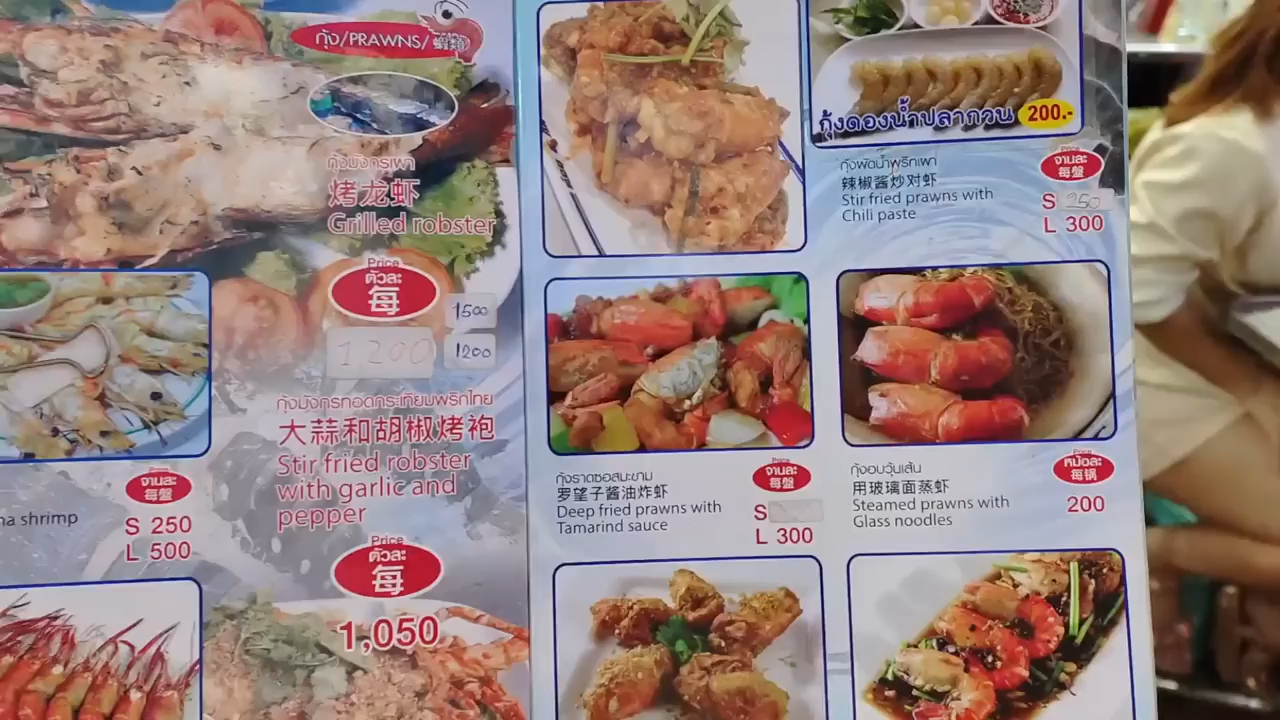 กุ้ง/PRAWNS/蝦類
กุ้งมังกรเผา
烤龙虾
Grilled robster
Price
ตัวละ
每
1500
1200
1200
กุ้งมังกรทอดกระเทียมพริกไทย
大蒜和胡椒烤袍
Stir fried robster
with garlic and
pepper
Price
ตัวละ
每
1,050
Price
จานละ
每盤
na shrimp
S 250
L 500
กุ้งดองน้ำปลากวน 200.-
กุ้งผัดน้ำพริกเผา
辣椒酱炒对虾
Stir fried prawns with
Chili paste
Price
จานละ
每盤
S 250
L 300
กุ้งราดซอสมะขาม
罗望子酱油炸虾
Deep fried prawns with
Tamarind sauce
Price
จานละ
每盤
S
L 300
กุ้งอบวุ้นเส้น
用玻璃面蒸虾
Steamed prawns with
Glass noodles
Price
หม้อละ
每锅
200